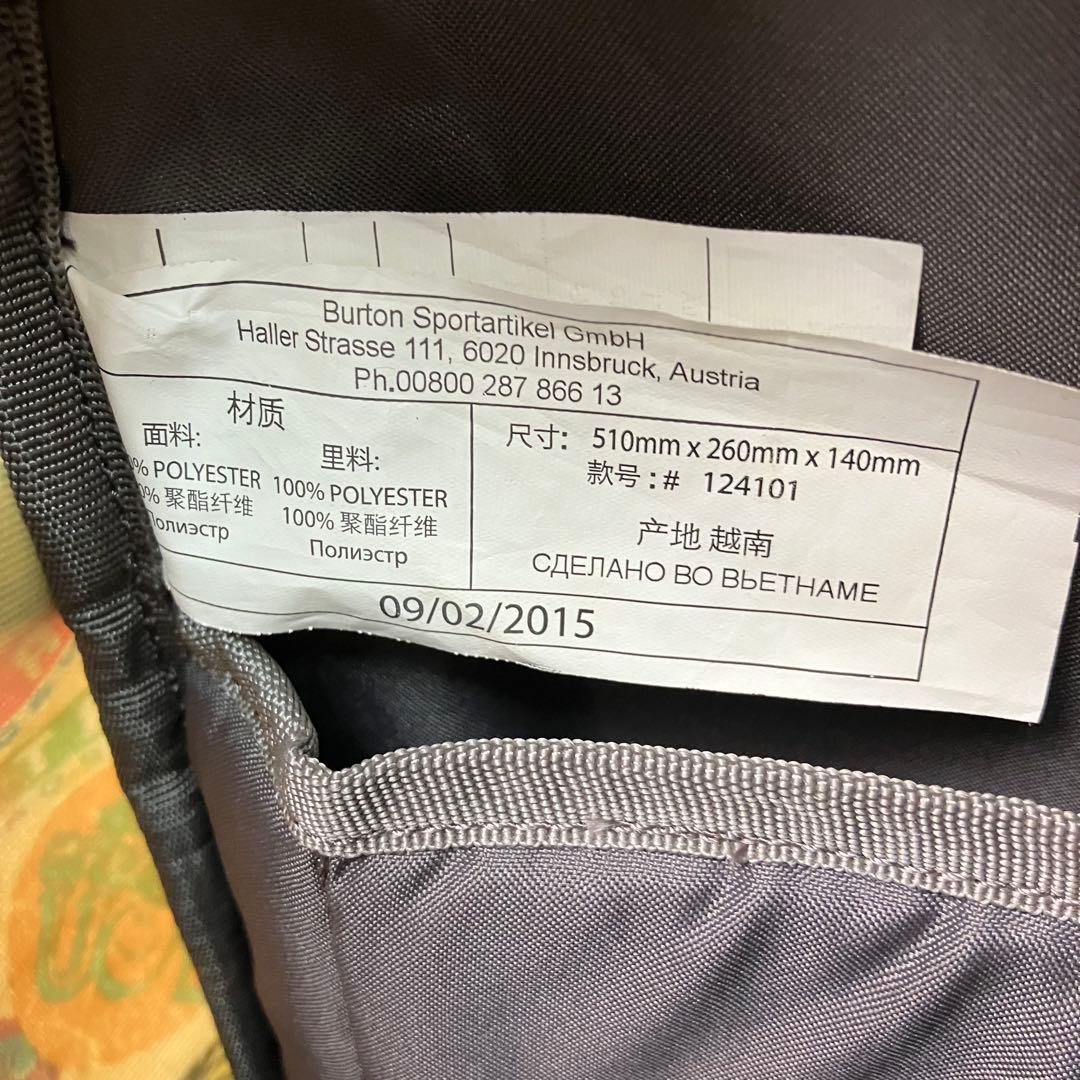 Burton Sportartikel GmbH
Haller Strasse 111, 6020 Innsbruck, Austria
Ph.00800 287 866 13
材质
面料:
% POLYESTER
% 聚酯纤维
Полиэстр
里料:
100% POLYESTER
100% 聚酯纤维
Полиэстр
尺寸: 510mm x 260mm x 140mm
款号:# 124101
产地 越南
СДЕЛАНО ВО ВЬЕТНАМЕ
09/02/2015